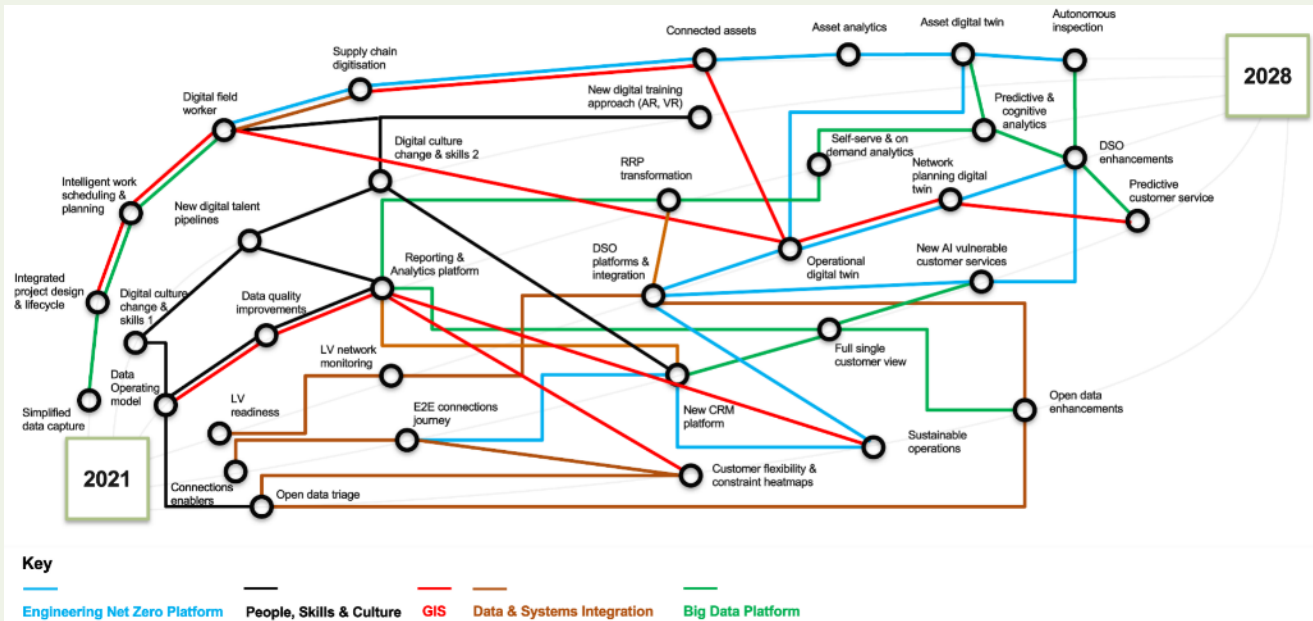 Connected assets
Asset analytics
Asset digital twin
Autonomous
inspection
2028
Supply chain
digitisation
New digital training
approach (AR, VR)
Digital field
worker
Predictive &
cognitive
analytics
Digital culture
change & skills 2
Self-serve & on
demand analytics
DSO
enhancements
RRP
transformation
Network
planning digital
twin
Predictive
customer service
Intelligent work
scheduling &
planning
New digital talent
pipelines
DSO
platforms &
integration
Operational
digital twin
New AI vulnerable
customer services
Reporting &
Analytics platform
Integrated
project design
& lifecycle
Digital culture
change &
skills 1
Data quality
improvements
Full single
customer view
LV network
monitoring
Data
Operating
model
Simplified
data capture
LV
readiness
E2E connections
journey
New CRM
platform
Open data
enhancements
Sustainable
operations
2021
Connections
enablers
Open data triage
Customer flexibility &
constraint heatmaps
Key
Engineering Net Zero Platform
People, Skills & Culture
GIS
Data & Systems Integration
Big Data Platform